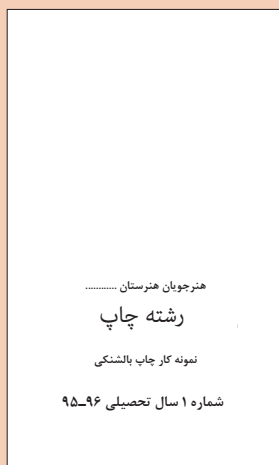 هنرجویان هنرستان ............
رشته چاپ
نمونه کار چاپ بالشتکی
شماره ۱ سال تحصیلی ۹۶ـ۹۵